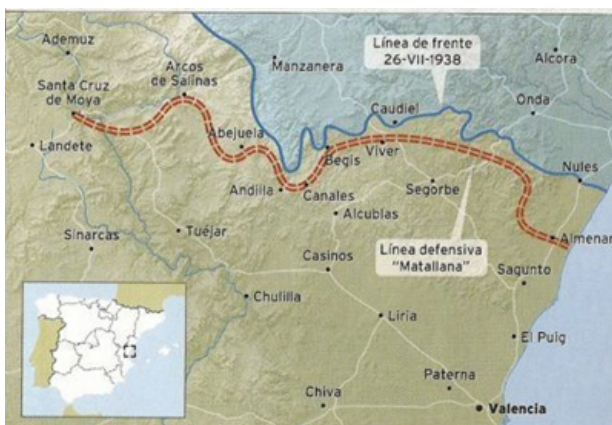 Ademuz
Arcos
de Salinas
Manzanera
Línea de frente
26-VII-1938
Alcora
Santa Cruz
de Moya
Onda
Caudiel
Landete
Abejuela
Begis
Viver
Nules
Andilla
Canales
Segorbe
Alcublas
Sinarcas
Tuéjar
Línea defensiva
"Matallana"
Almenar
Casinos
Sagunto
Chulilla
Liria
El Puig
Paterna
Chiva
Valencia